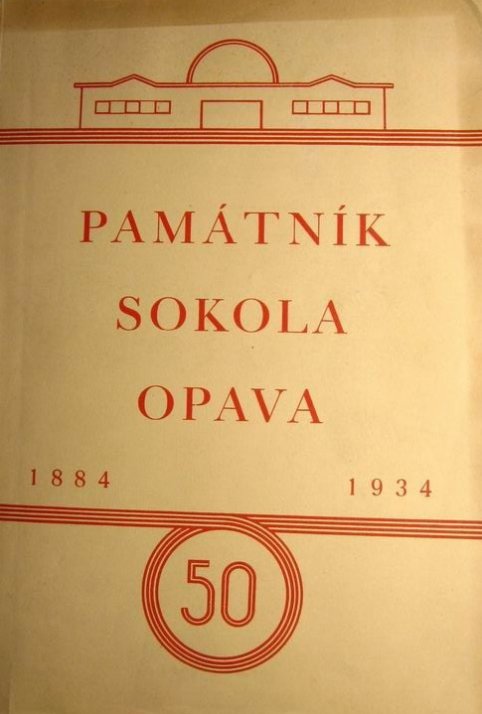 PAMÁTNÍK
SOKOLA
OPAVA
1884 1934
50